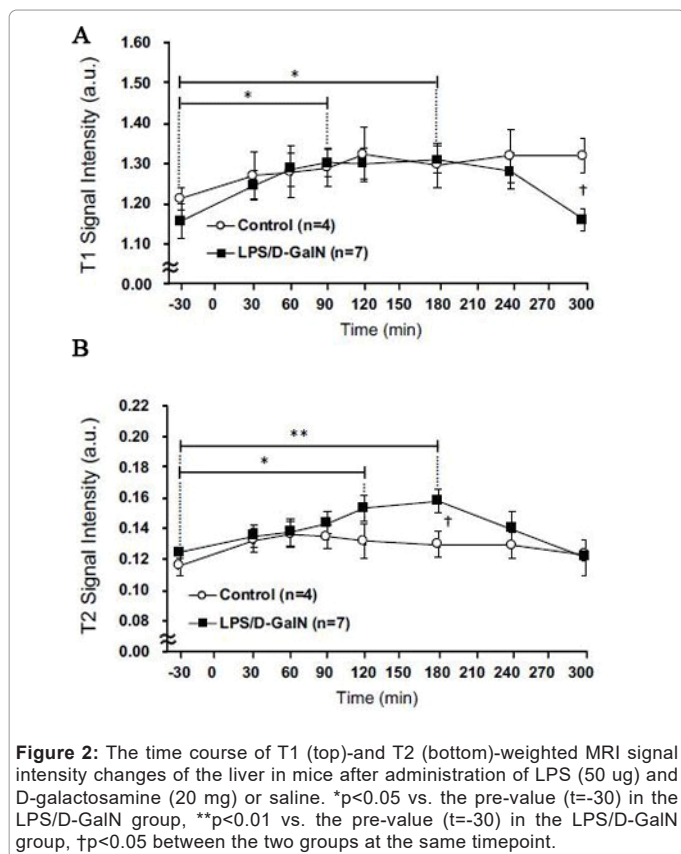 A
T1 Signal Intensity (a.u.)
1.60
1.50
1.40
1.30
1.20
1.10
0.00
*
*
†
Control (n=4)
LPS/D-GalN (n=7)
-30 0 30 60 90 120 150 180 210 240 270 300
Time (min)
B
T2 Signal Intensity (a.u.)
0.22
0.20
0.18
0.16
0.14
0.12
0.10
0.08
0.00
**
*
†
Control (n=4)
LPS/D-GalN (n=7)
-30 0 30 60 90 120 150 180 210 240 270 300
Time (min)
Figure 2: The time course of T1 (top)-and T2 (bottom)-weighted MRI signal
intensity changes of the liver in mice after administration of LPS (50 ug) and
D-galactosamine (20 mg) or saline. *p<0.05 vs. the pre-value (t=-30) in the
LPS/D-GalN group, **p<0.01 vs. the pre-value (t=-30) in the LPS/D-GalN
group, †p<0.05 between the two groups at the same timepoint.